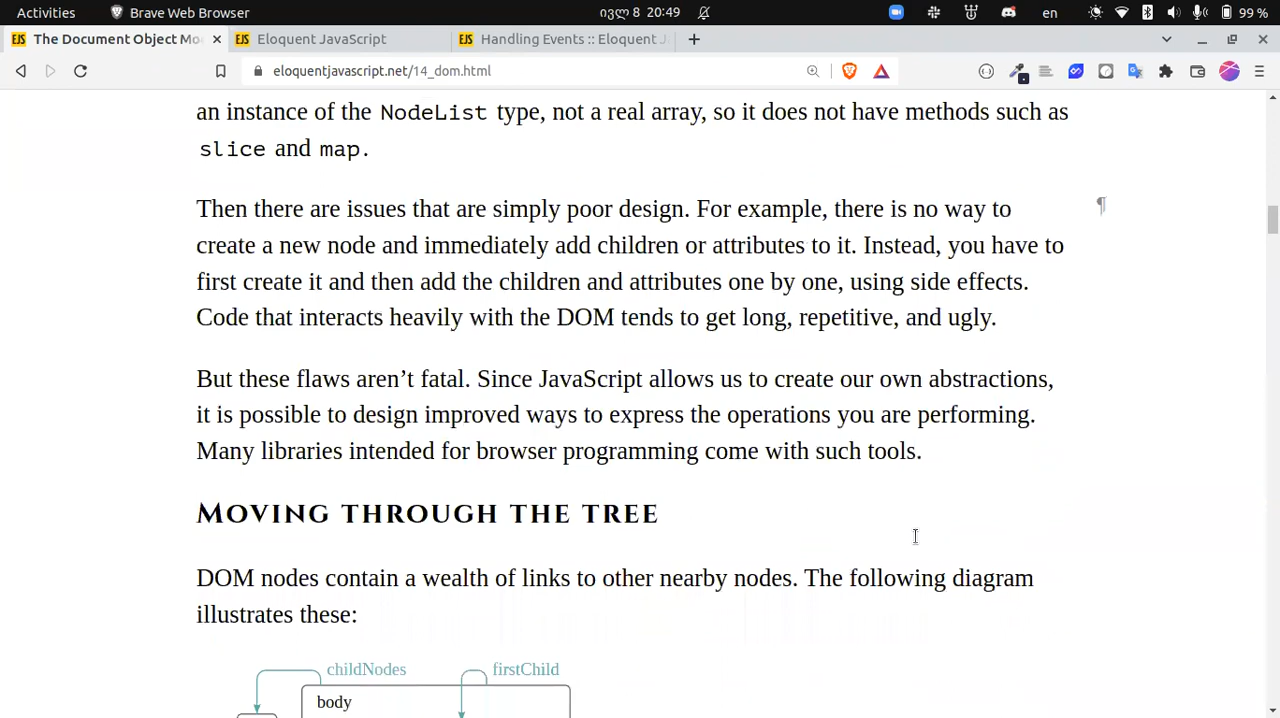 Activities
Brave Web Browser
ივლ 8 20:49
en
99 %
EJS The Document Object Mo
EJS Eloquent JavaScript
EJS Handling Events :: Eloquent J
eloquentjavascript.net/14_dom.html
an instance of the NodeList type, not a real array, so it does not have methods such as
slice and map.
Then there are issues that are simply poor design. For example, there is no way to ¶
create a new node and immediately add children or attributes to it. Instead, you have to
first create it and then add the children and attributes one by one, using side effects.
Code that interacts heavily with the DOM tends to get long, repetitive, and ugly.
But these flaws aren’t fatal. Since JavaScript allows us to create our own abstractions,
it is possible to design improved ways to express the operations you are performing.
Many libraries intended for browser programming come with such tools.
Moving through the tree
DOM nodes contain a wealth of links to other nearby nodes. The following diagram
illustrates these:
childNodes
firstChild
body